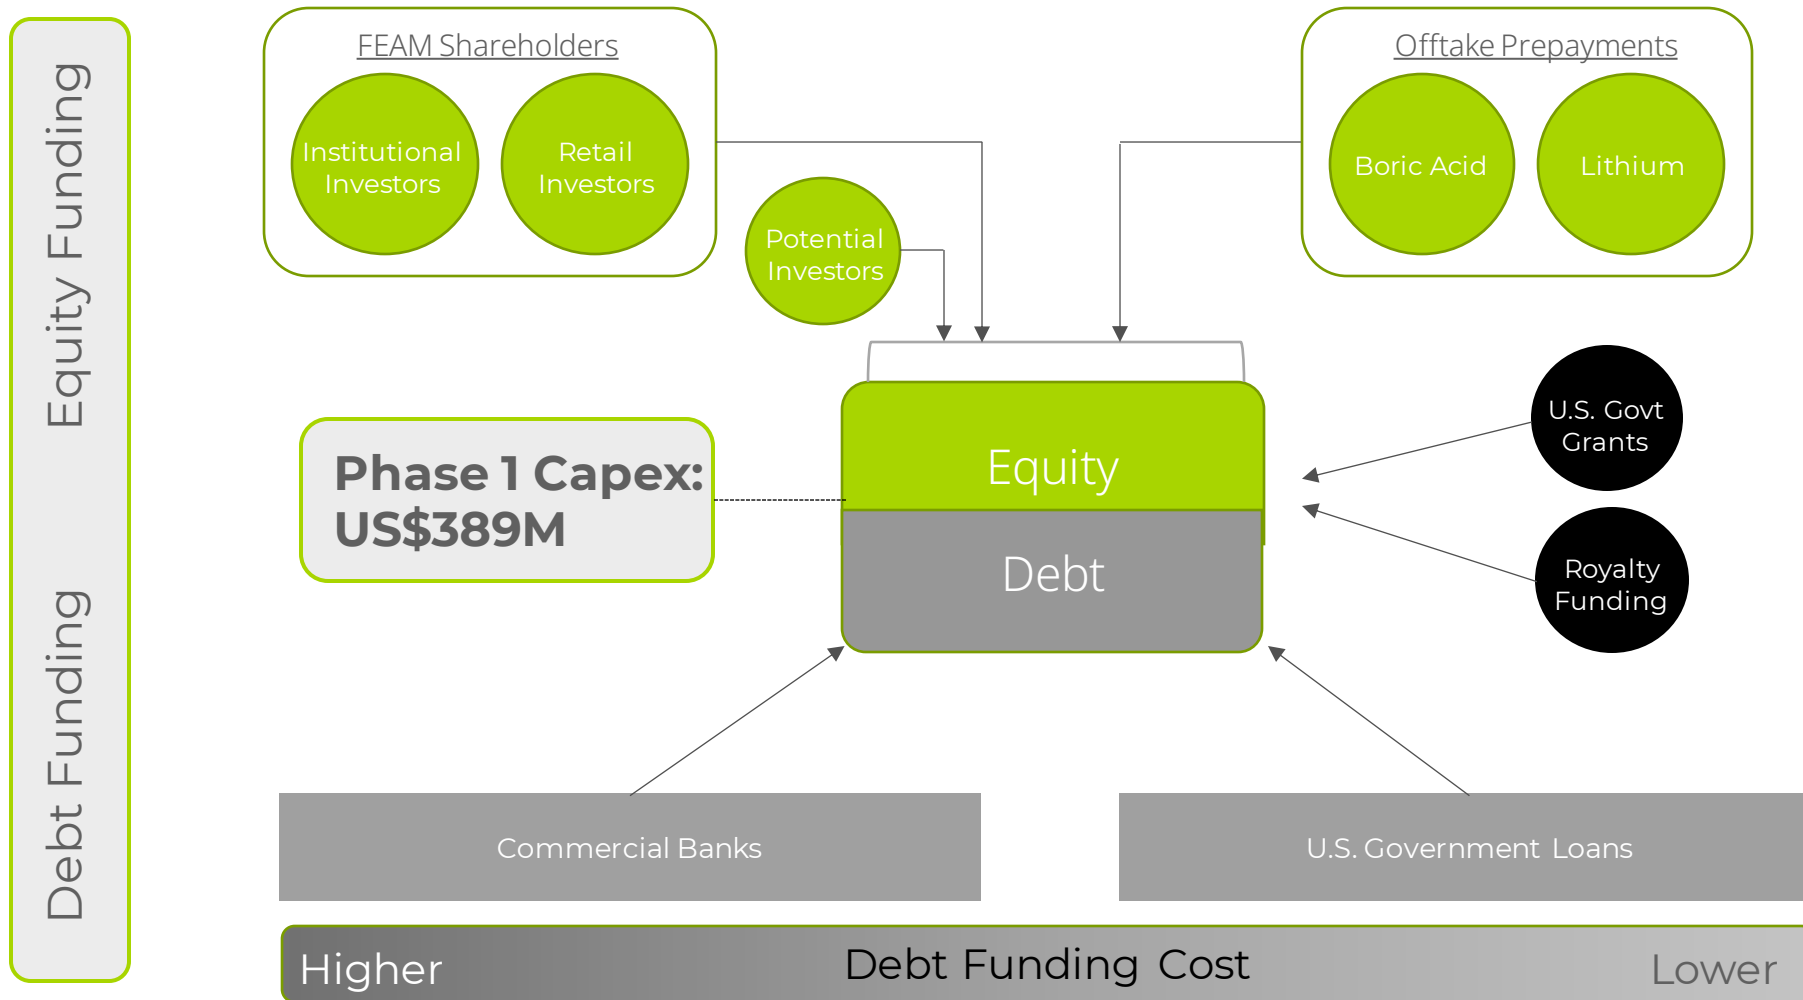 Equity Funding
Debt Funding
FEAM Shareholders
Institutional
Investors
Retail
Investors
Potential
Investors
Offtake Prepayments
Boric Acid
Lithium
Phase 1 Capex:
US$389M
Equity
Debt
U.S. Govt
Grants
Royalty
Funding
Commercial Banks
U.S. Government Loans
Higher
Debt Funding Cost
Lower